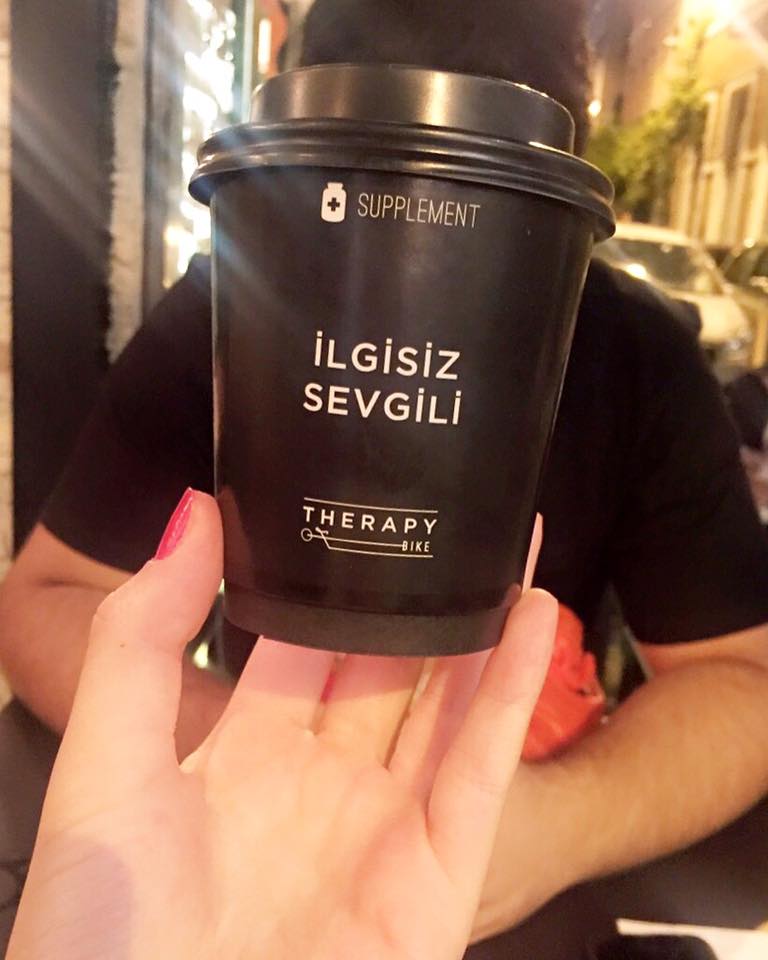 SUPPLEMENT
İLGİSİZ
SEVGİLİ
THERAPY
BIKE